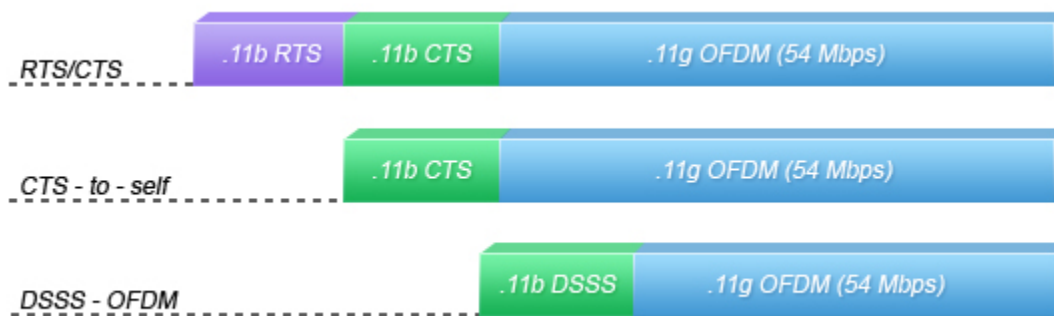 RTS/CTS .11b RTS .11b CTS .11g OFDM (54 Mbps)
CTS - to - self .11b CTS .11g OFDM (54 Mbps)
DSSS - OFDM .11b DSSS .11g OFDM (54 Mbps)